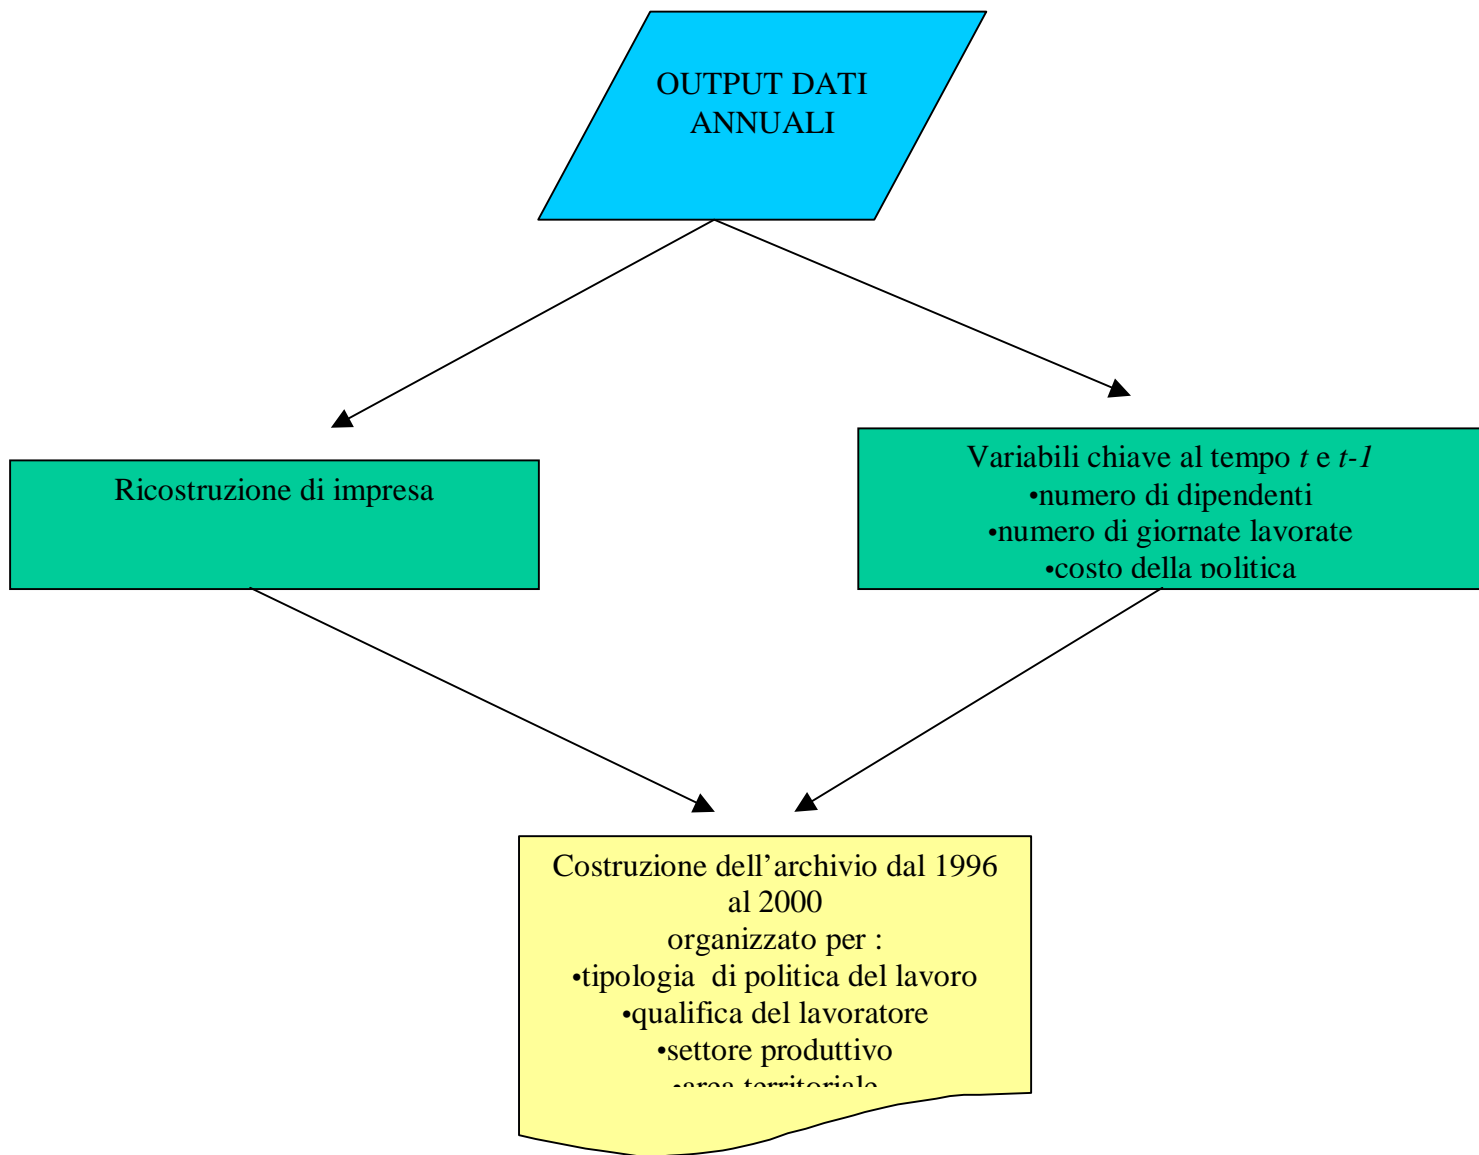 OUTPUT DATI
ANNUALI
Ricostruzione di impresa
Variabili chiave al tempo t e t-1
•numero di dipendenti
•numero di giornate lavorate
•costo della politica
Costruzione dell’archivio dal 1996
al 2000
organizzato per :
•tipologia  di politica del lavoro
•qualifica del lavoratore
•settore produttivo
•area territoriale